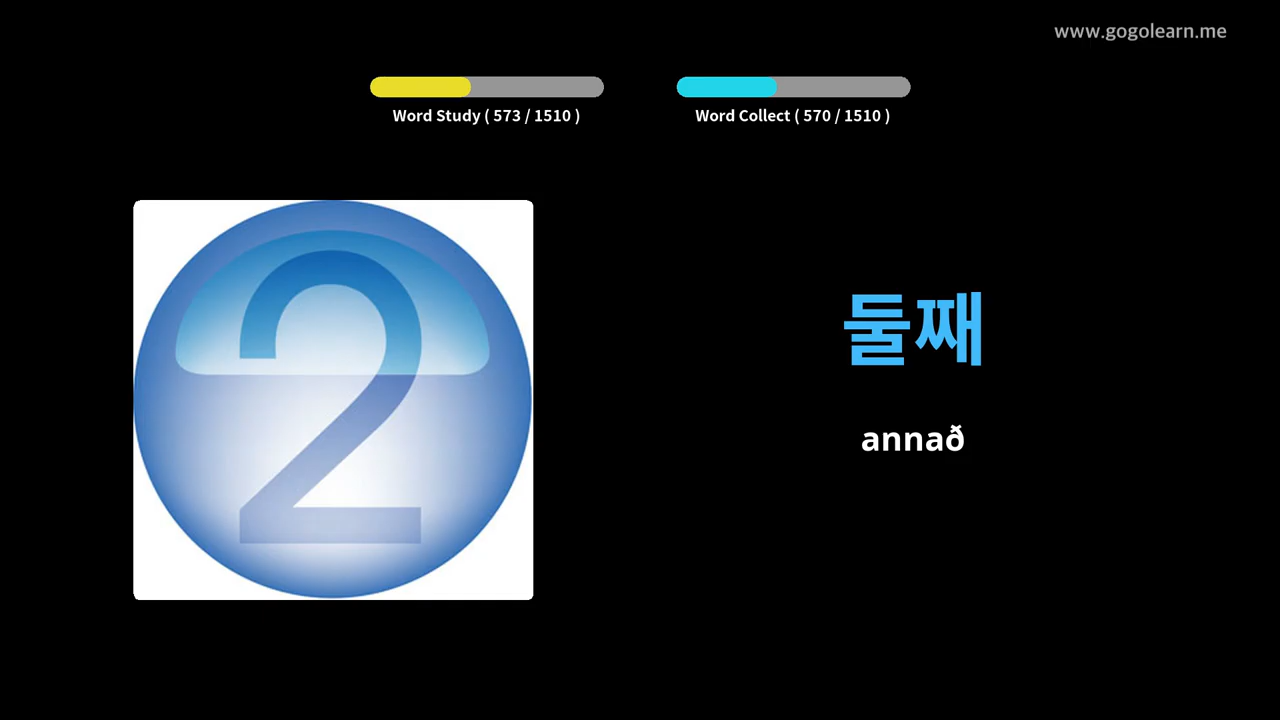 www.gogolearn.me
Word Study ( 573 / 1510 )
Word Collect ( 570 / 1510 )
2
둘째
annað